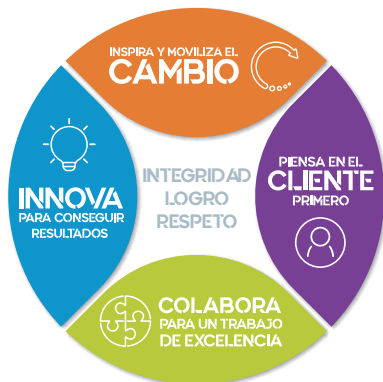 INSPIRA Y MOVILIZA EL
CAMBIO
INNOVA
PARA CONSEGUIR
RESULTADOS
INTEGRIDAD
LOGRO
RESPETO
PIENSA EN EL
CLIENTE
PRIMERO
COLABORA
PARA UN TRABAJO
DE EXCELENCIA